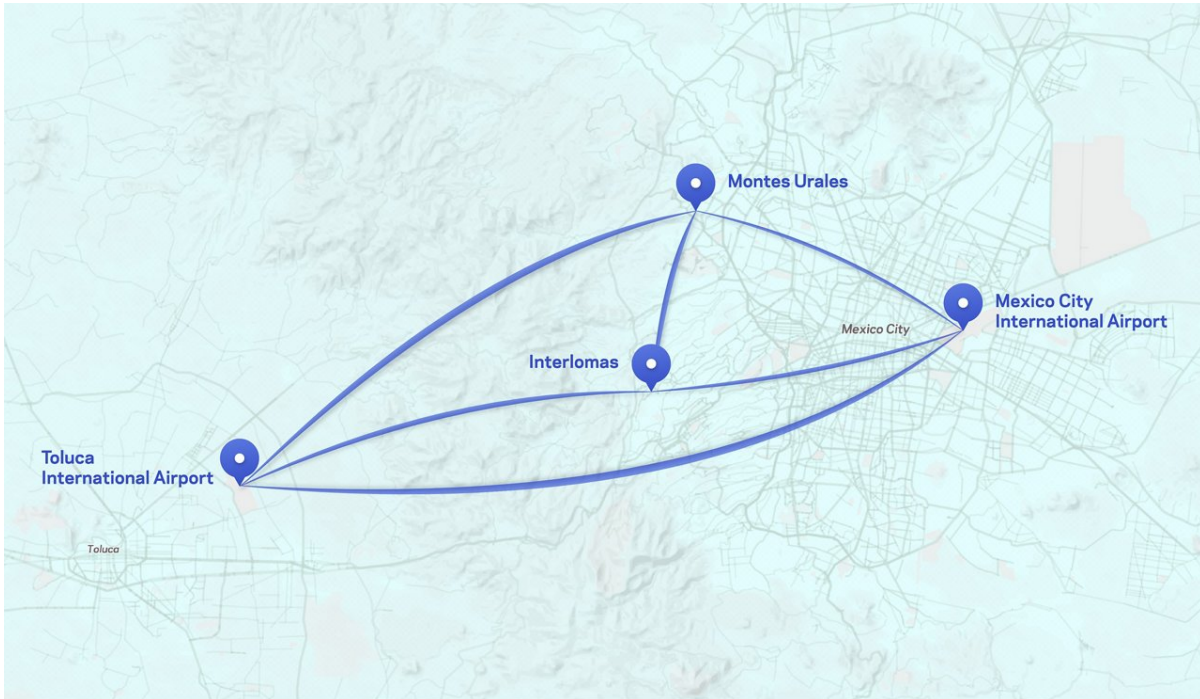 Montes Urales
Mexico City
International Airport
Mexico City
Interlomas
Toluca
International Airport
Toluca